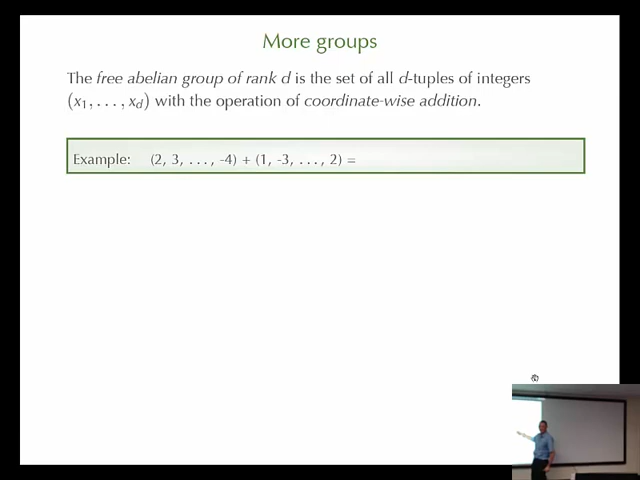 More groups
The free abelian group of rank d is the set of all d-tuples of integers
(x₁, . . . , x_d) with the operation of coordinate-wise addition.
Example: (2, 3, . . . , -4) + (1, -3, . . . , 2) =